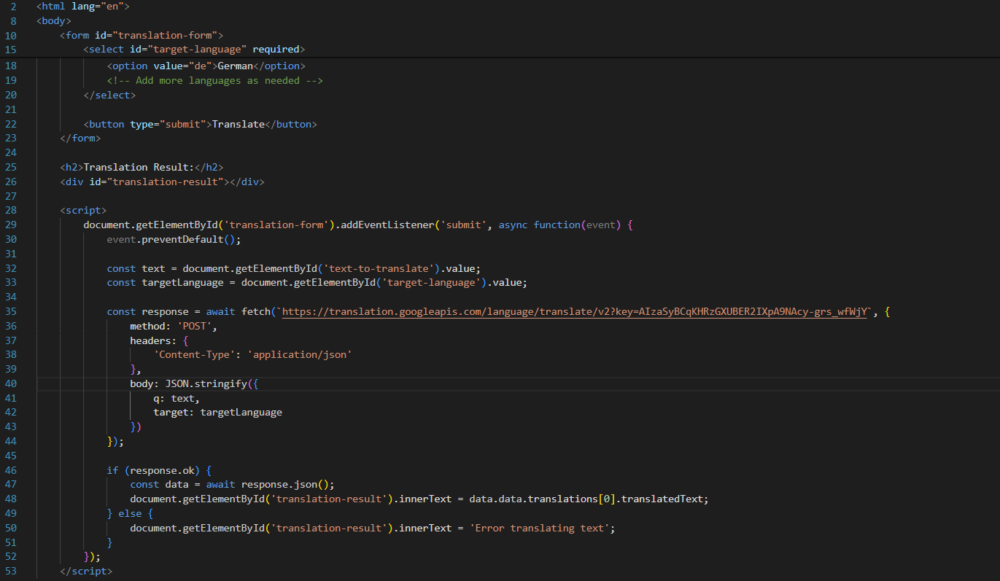 2 <html lang="en">
8 <body>
10 <form id="translation-form">
15 <select id="target-language" required>
18 <option value="de">German</option>
19 <!-- Add more languages as needed -->
20 </select>
21
22 <button type="submit">Translate</button>
23 </form>
24
25 <h2>Translation Result:</h2>
26 <div id="translation-result"></div>
27
28 <script>
29 document.getElementById('translation-form').addEventListener('submit', async function(event) {
30 event.preventDefault();
31
32 const text = document.getElementById('text-to-translate').value;
33 const targetLanguage = document.getElementById('target-language').value;
34
35 const response = await fetch(`https://translation.googleapis.com/language/translate/v2?key=AIzaSyBCqKHRzGXUBER2IXpA9NAcy-grs_wfWjY`, {
36 method: 'POST',
37 headers: {
38 'Content-Type': 'application/json'
39 },
40 body: JSON.stringify({
41 q: text,
42 target: targetLanguage
43 })
44 });
45
46 if (response.ok) {
47 const data = await response.json();
48 document.getElementById('translation-result').innerText = data.data.translations[0].translatedText;
49 } else {
50 document.getElementById('translation-result').innerText = 'Error translating text';
51 }
52 });
53 </script>